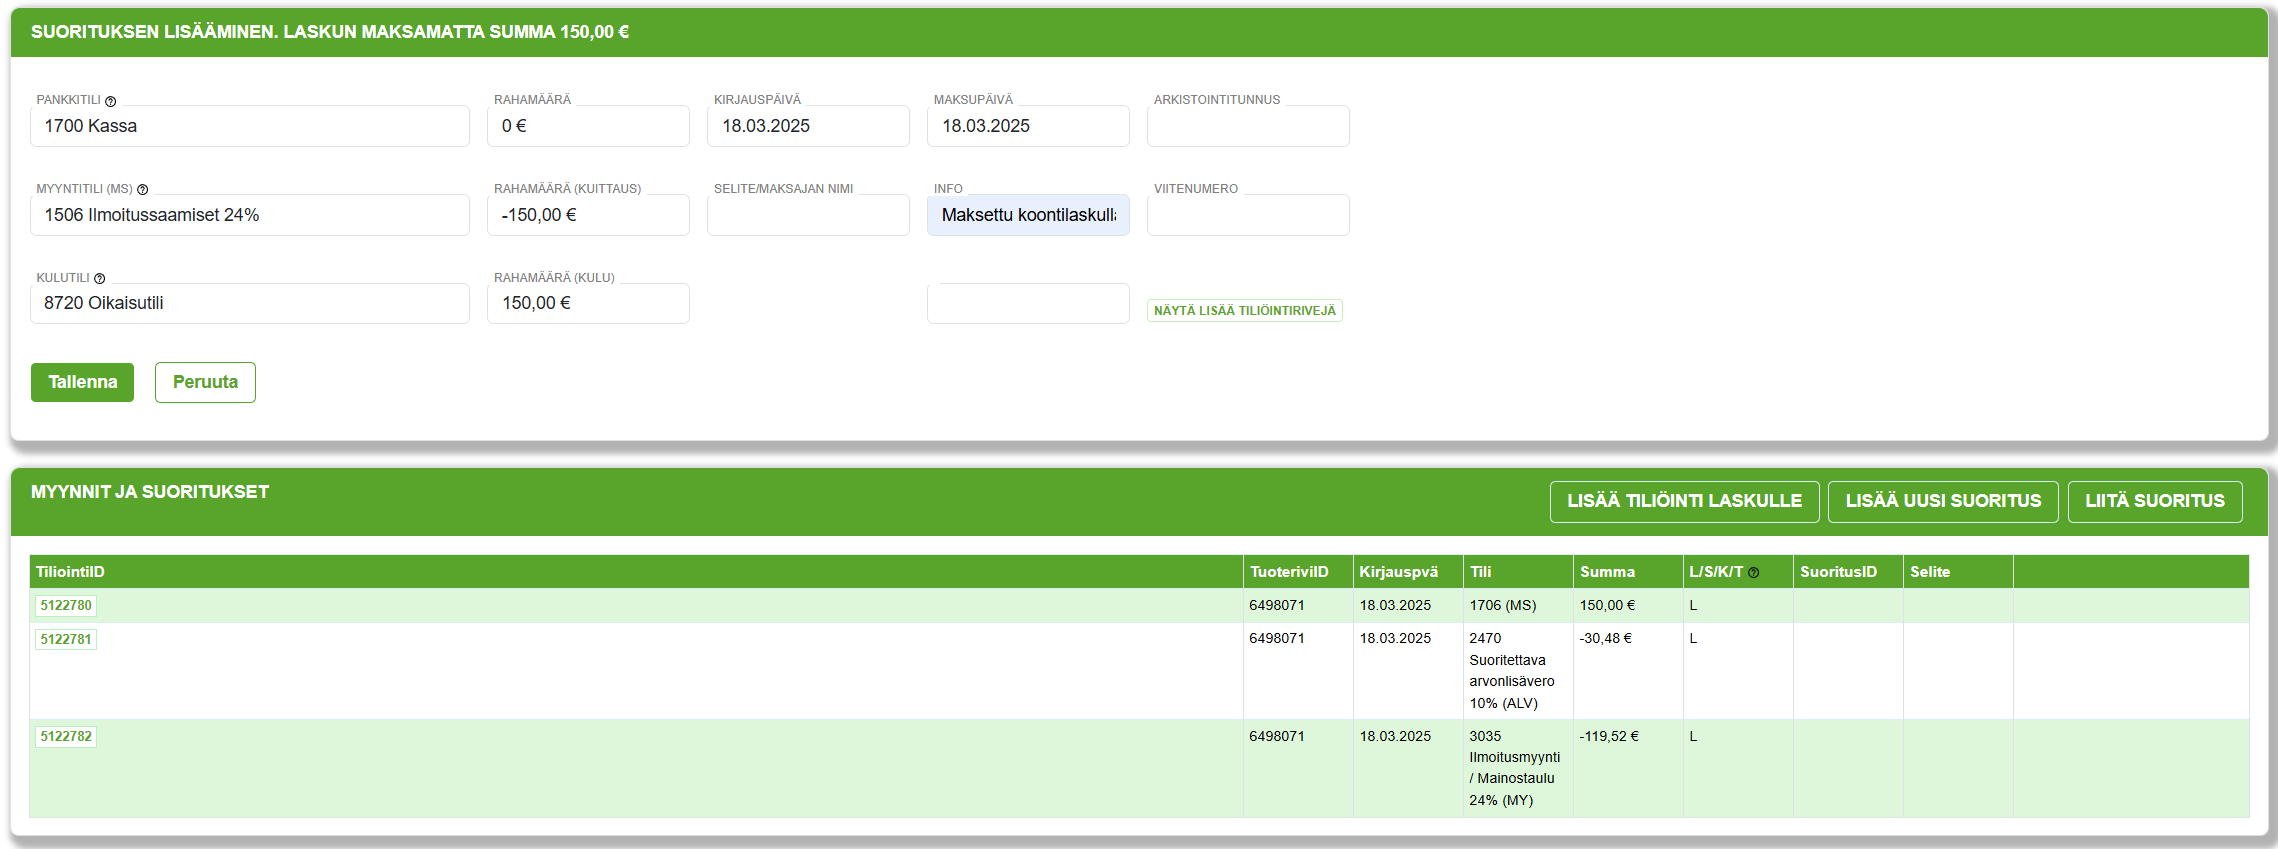 SUORITUKSEN LISÄÄMINEN. LASKUN MAKSAMATTA SUMMA 150,00 €
PANKKITILI
RAHAMÄÄRÄ
KIRJAUSPÄIVÄ
MAKSUPÄIVÄ
ARKISTOINTITUNNUS
1700 Kassa
0 €
18.03.2025
18.03.2025
MYYNTITILI (MS)
RAHAMÄÄRÄ (KUITTAUS)
SELITE/MAKSAJAN NIMI
INFO
VIITENUMERO
1506 Ilmoitussaamiset 24%
-150,00 €
Maksettu koontilaskulla
KULUTILI
RAHAMÄÄRÄ (KULU)
8720 Oikaisutili
150,00 €
NÄYTÄ LISÄÄ TILIÖINTIRIVEJÄ
Tallenna
Peruuta
MYYNNIT JA SUORITUKSET
LISÄÄ TILIÖINTI LASKULLE
LISÄÄ UUSI SUORITUS
LIITÄ SUORITUS
TiliointiID TuoteriviID Kirjauspvä Tili Summa L/S/K/T SuoritusID Selite
5122780 6498071 18.03.2025 1706 (MS) 150,00 € L
5122781 6498071 18.03.2025 2470 -30,48 € L
Suoritettava
arvonlisävero
10% (ALV)
5122782 6498071 18.03.2025 3035 -119,52 € L
Ilmoitusmyynti
/ Mainostaulu
24% (MY)